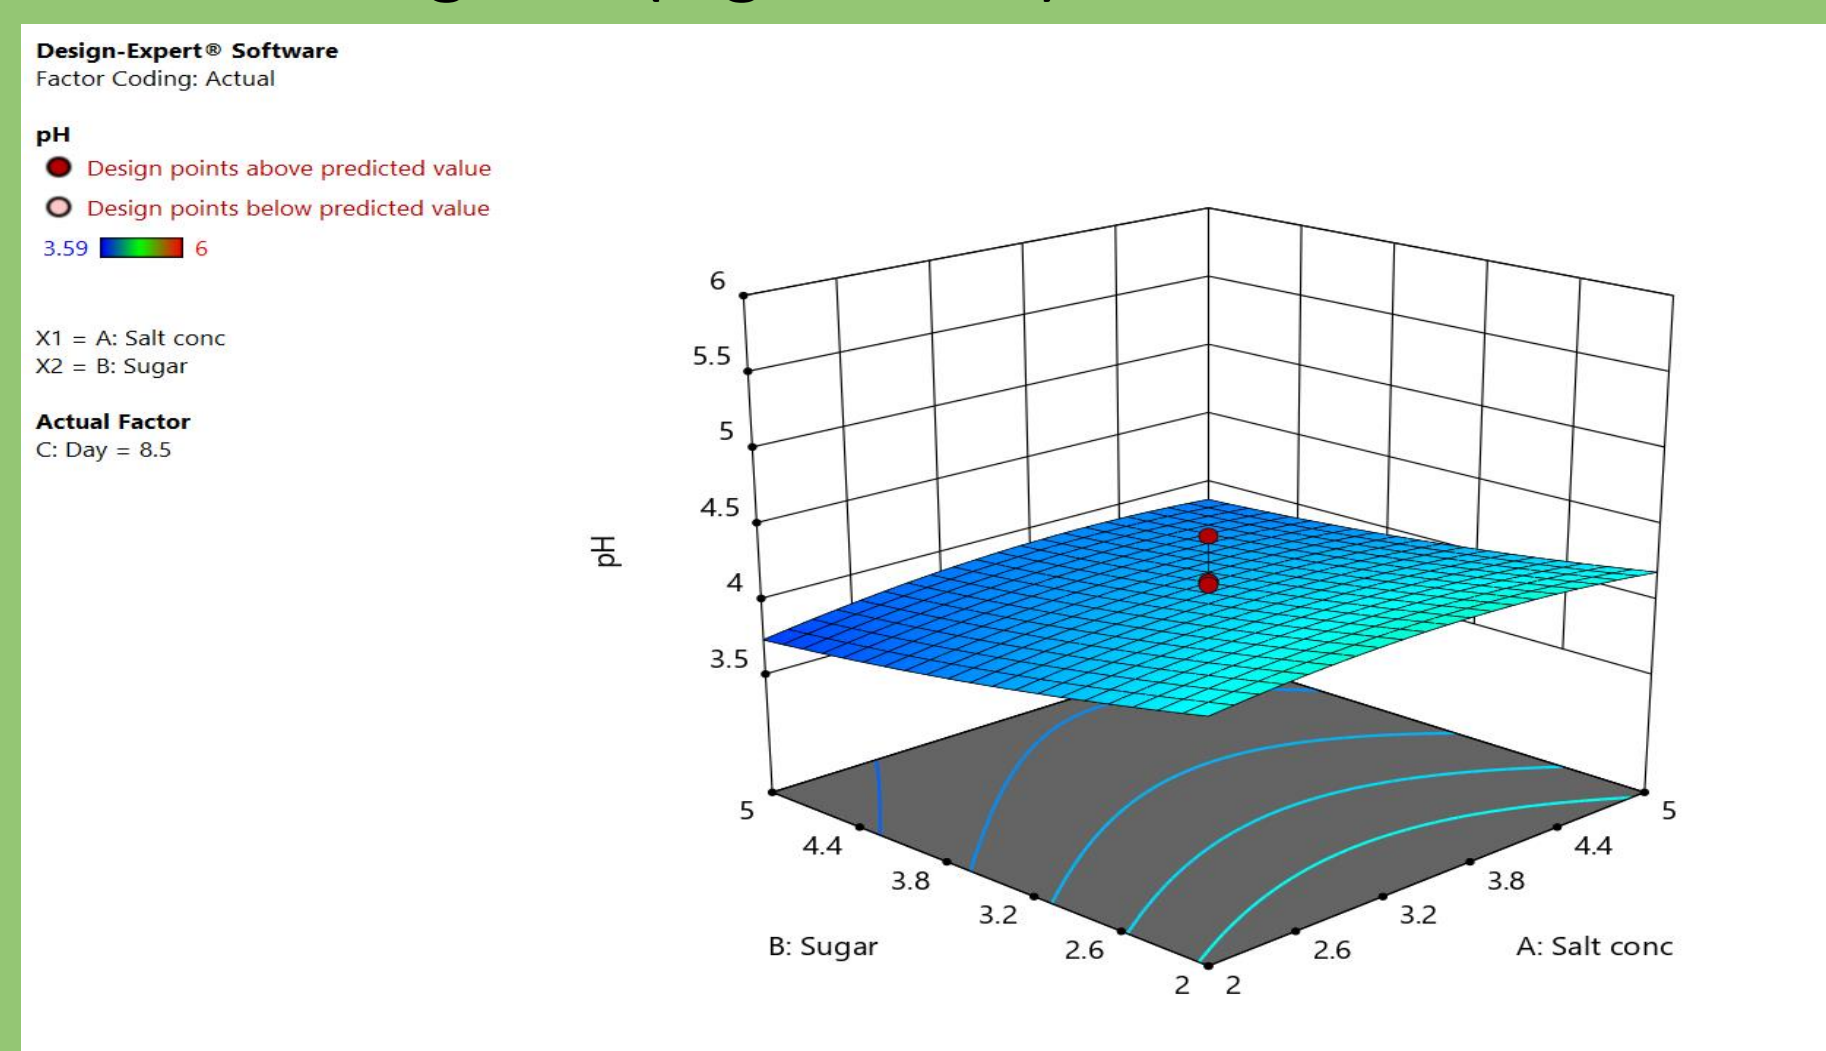 Design-Expert® Software
Factor Coding: Actual
pH
Design points above predicted value
Design points below predicted value
3.59 6
X1 = A: Salt conc
X2 = B: Sugar
Actual Factor
C: Day = 8.5
6
5.5
5
4.5
4
3.5
pH
5
4.4
3.8
3.2
2.6
2
B: Sugar
2
2.6
3.2
3.8
4.4
5
A: Salt conc